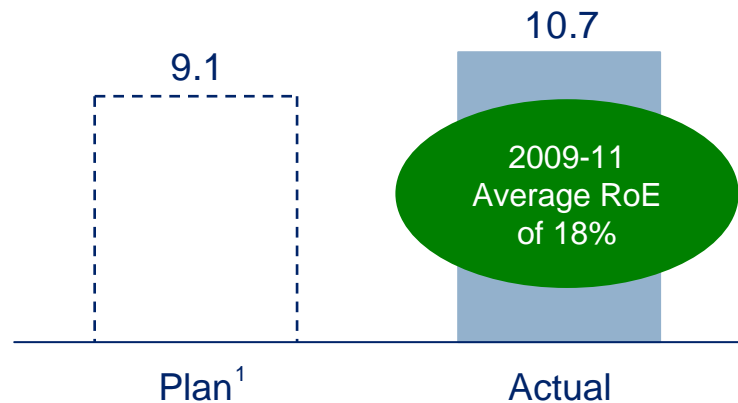 10.7
9.1
2009-11
Average RoE
of 18%
Plan¹
Actual